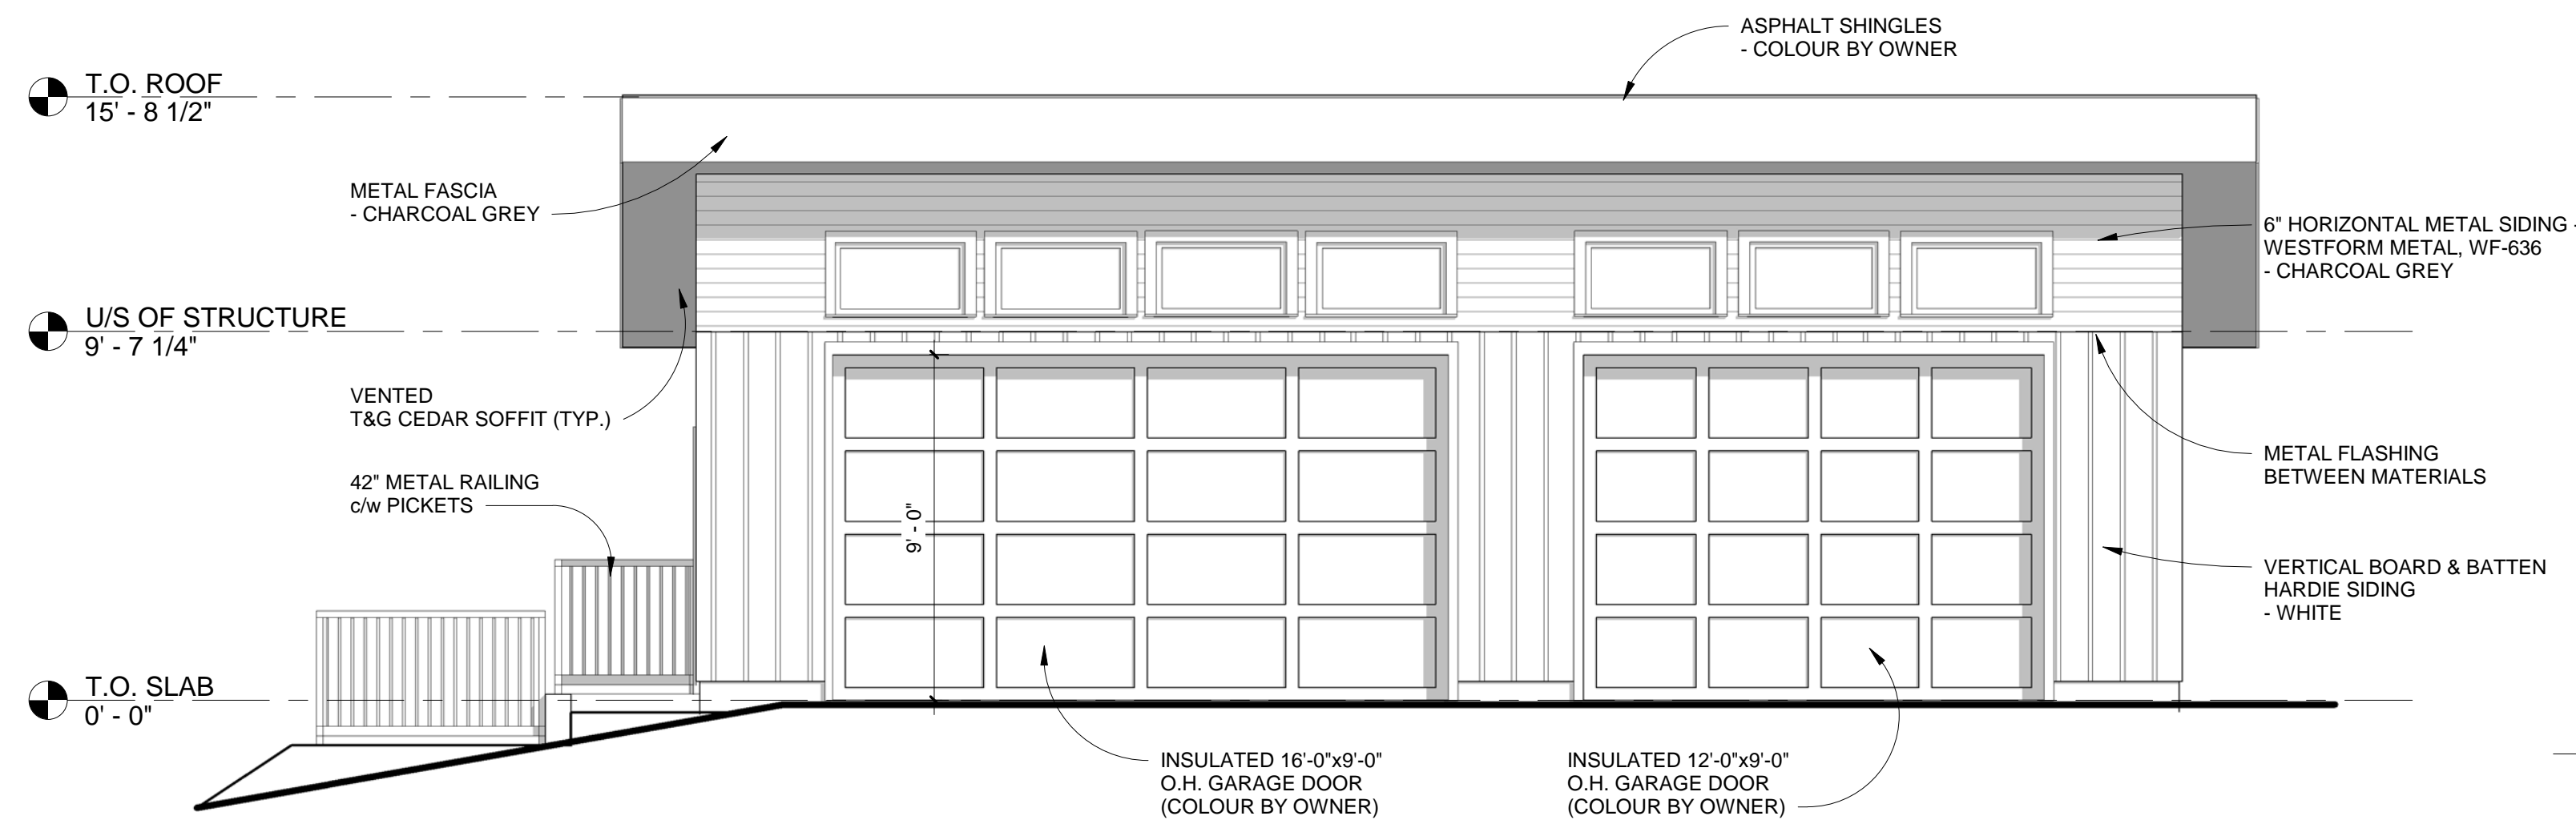 ASPHALT SHINGLES
- COLOUR BY OWNER
T.O. ROOF
15' - 8 1/2"
METAL FASCIA
- CHARCOAL GREY
6" HORIZONTAL METAL SIDING -
WESTFORM METAL, WF-636
- CHARCOAL GREY
U/S OF STRUCTURE
9' - 7 1/4"
VENTED
T&G CEDAR SOFFIT (TYP.)
METAL FLASHING
BETWEEN MATERIALS
42" METAL RAILING
c/w PICKETS
9' - 0"
VERTICAL BOARD & BATTEN
HARDIE SIDING
- WHITE
T.O. SLAB
0' - 0"
INSULATED 16'-0"x9'-0"
O.H. GARAGE DOOR
(COLOUR BY OWNER)
INSULATED 12'-0"x9'-0"
O.H. GARAGE DOOR
(COLOUR BY OWNER)